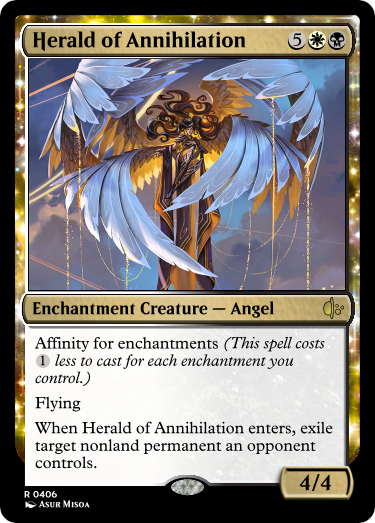 Herald of Annihilation 5
Enchantment Creature — Angel
Affinity for enchantments (This spell costs
1 less to cast for each enchantment you
control.)
Flying
When Herald of Annihilation enters, exile
target nonland permanent an opponent
controls.
4/4
R 0406
Asur Misoa